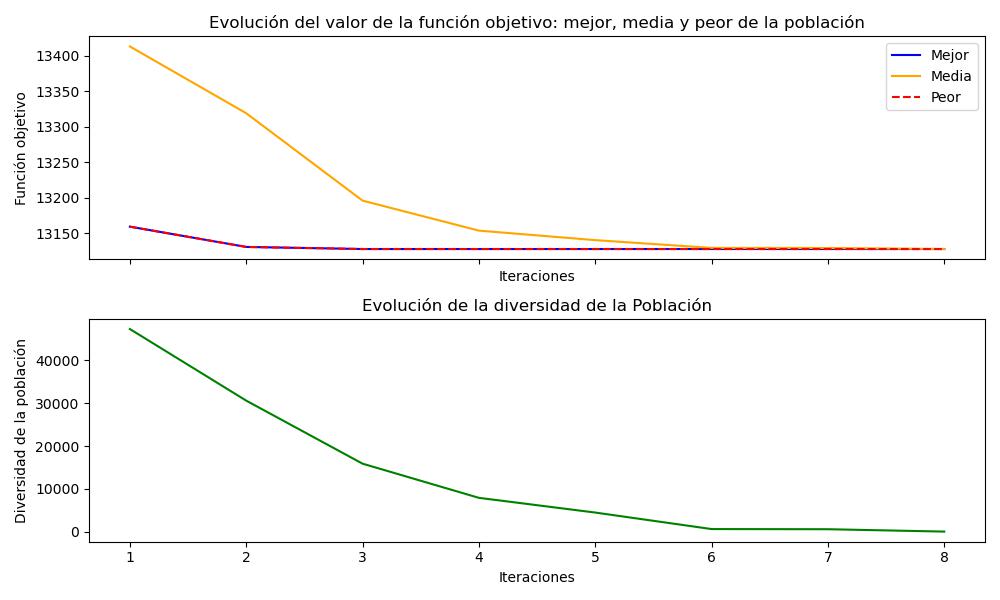 Evolución del valor de la función objetivo: mejor, media y peor de la población
Función objetivo
13400
13350
13300
13250
13200
13150
Mejor
Media
Peor
Iteraciones
Evolución de la diversidad de la Población
Diversidad de la población
40000
30000
20000
10000
0
1 2 3 4 5 6 7 8
Iteraciones